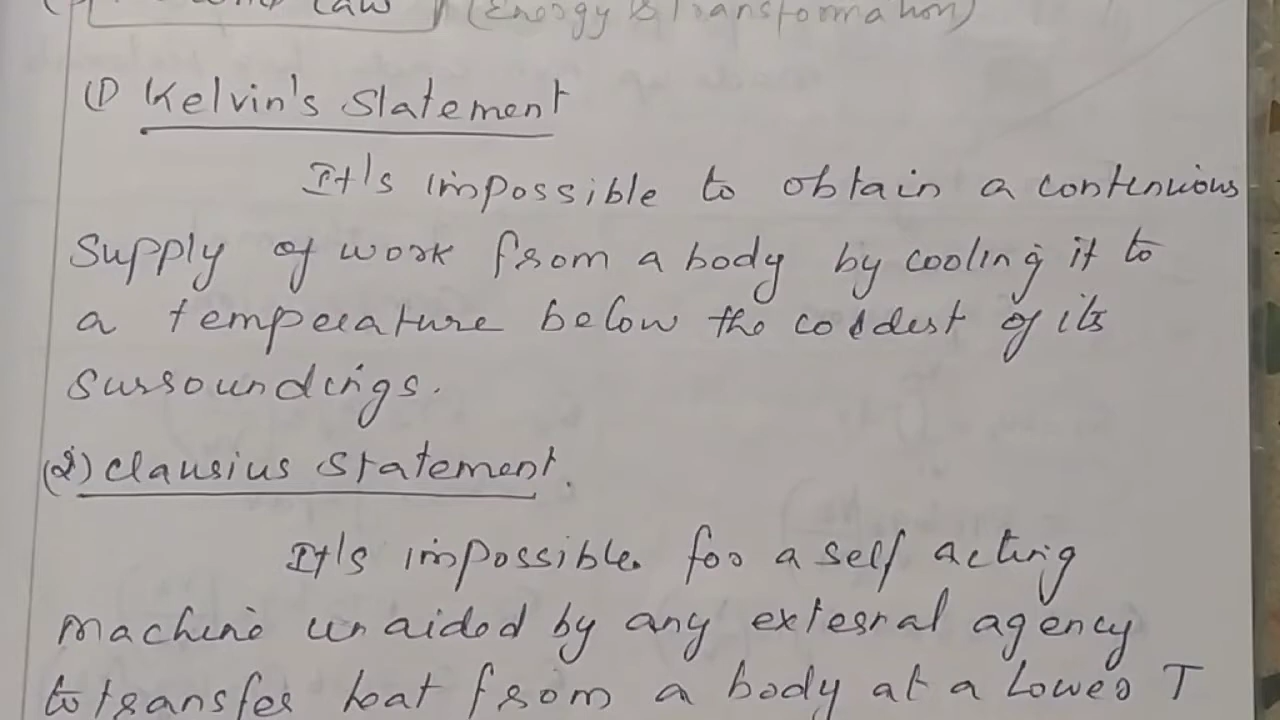 Law (Energy & Transformation)
(1) Kelvin's Statement
It's impossible to obtain a contenuious
supply of work from a body by cooling it to
a temperature below the coldest of its
surroundings.
(2) Clausius Statement.
It's impossible for a self acting
machine unaided by any external agency
to transfer heat from a body at a lower T